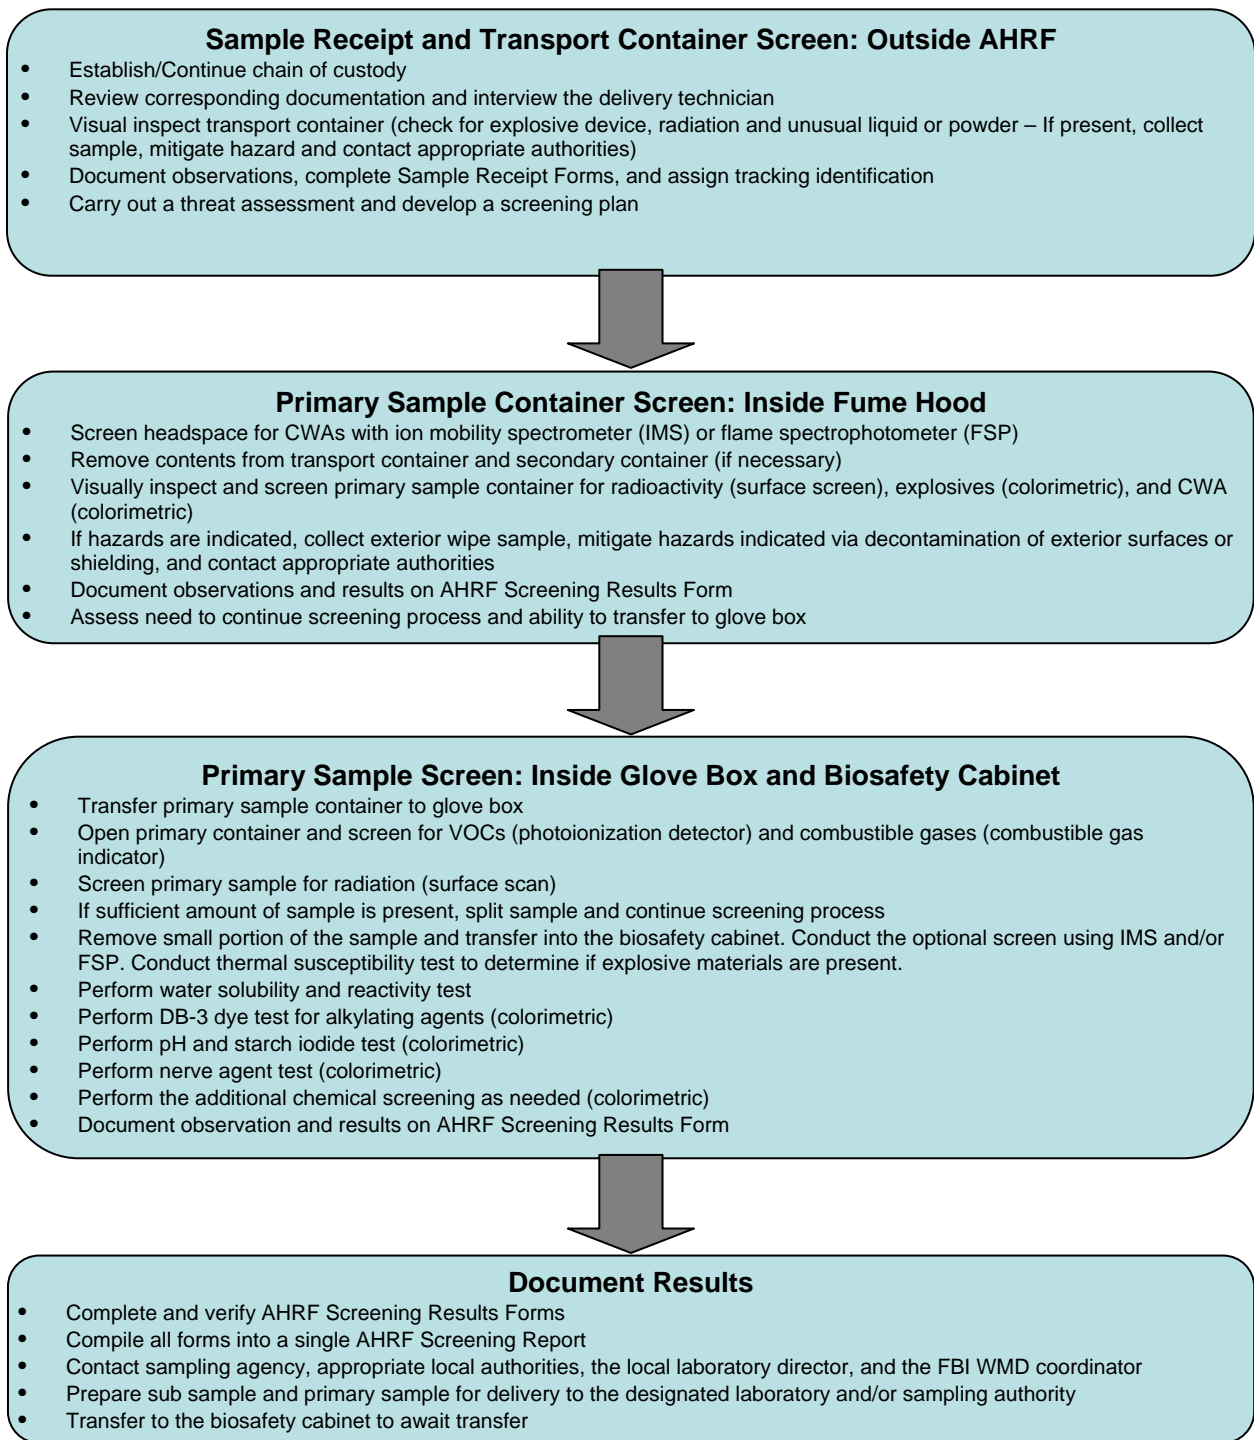 Sample Receipt and Transport Container Screen: Outside AHRF
• Establish/Continue chain of custody
• Review corresponding documentation and interview the delivery technician
• Visual inspect transport container (check for explosive device, radiation and unusual liquid or powder – If present, collect
sample, mitigate hazard and contact appropriate authorities)
• Document observations, complete Sample Receipt Forms, and assign tracking identification
• Carry out a threat assessment and develop a screening plan
Primary Sample Container Screen: Inside Fume Hood
• Screen headspace for CWAs with ion mobility spectrometer (IMS) or flame spectrophotometer (FSP)
• Remove contents from transport container and secondary container (if necessary)
• Visually inspect and screen primary sample container for radioactivity (surface screen), explosives (colorimetric), and CWA
(colorimetric)
• If hazards are indicated, collect exterior wipe sample, mitigate hazards indicated via decontamination of exterior surfaces or
shielding, and contact appropriate authorities
• Document observations and results on AHRF Screening Results Form
• Assess need to continue screening process and ability to transfer to glove box
Primary Sample Screen: Inside Glove Box and Biosafety Cabinet
• Transfer primary sample container to glove box
• Open primary container and screen for VOCs (photoionization detector) and combustible gases (combustible gas
indicator)
• Screen primary sample for radiation (surface scan)
• If sufficient amount of sample is present, split sample and continue screening process
• Remove small portion of the sample and transfer into the biosafety cabinet. Conduct the optional screen using IMS and/or
FSP. Conduct thermal susceptibility test to determine if explosive materials are present.
• Perform water solubility and reactivity test
• Perform DB-3 dye test for alkylating agents (colorimetric)
• Perform pH and starch iodide test (colorimetric)
• Perform nerve agent test (colorimetric)
• Perform the additional chemical screening as needed (colorimetric)
• Document observation and results on AHRF Screening Results Form
Document Results
• Complete and verify AHRF Screening Results Forms
• Compile all forms into a single AHRF Screening Report
• Contact sampling agency, appropriate local authorities, the local laboratory director, and the FBI WMD coordinator
• Prepare sub sample and primary sample for delivery to the designated laboratory and/or sampling authority
• Transfer to the biosafety cabinet to await transfer